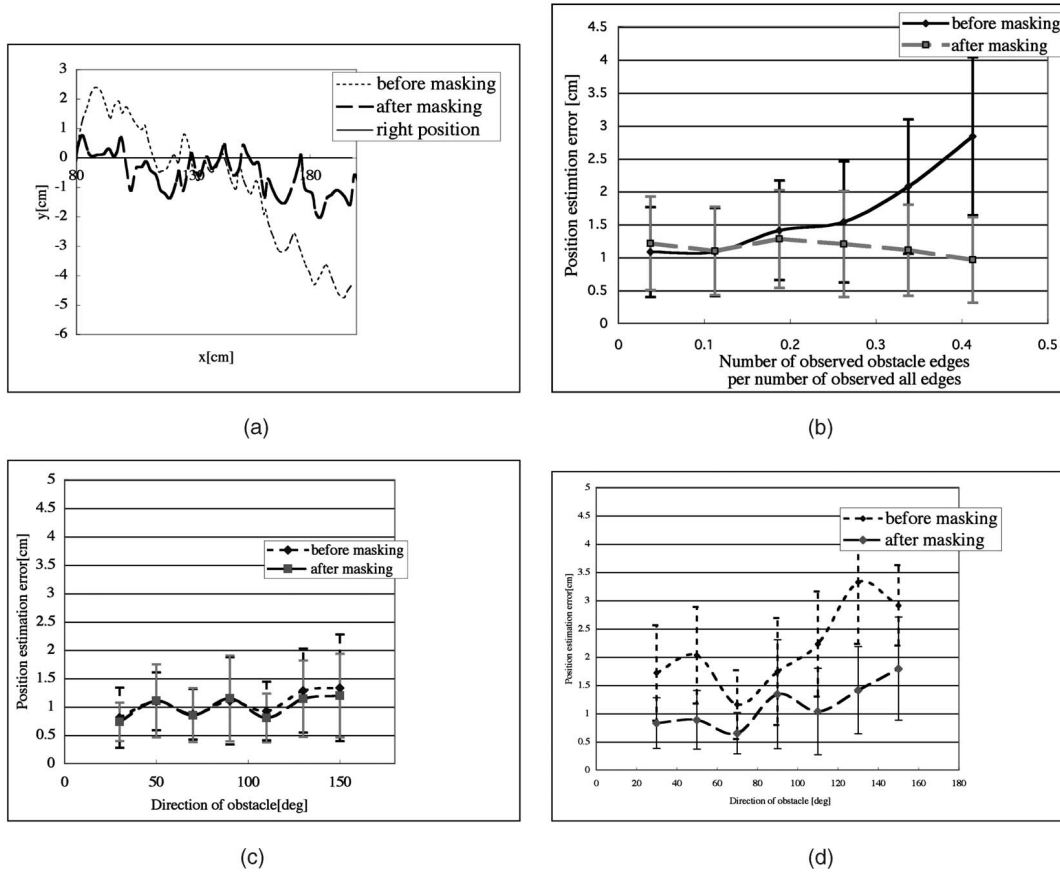 3
2
1
0
-1
-2
-3
-4
-5
-6
80
130
180
before masking
after masking
right position
y[cm]
x[cm]
(a)
before masking
after masking
4.5
4
3.5
3
2.5
2
1.5
1
0.5
0
0
0.1
0.2
0.3
0.4
0.5
Position estimtion error [cm]
Number of observed obstacle edges
per number of observed all edges
(b)
5
4.5
4
3.5
3
2.5
2
1.5
1
0.5
0
0
50
100
150
before masking
after masking
Position estimation error[cm]
Direction of obstacle[deg]
(c)
5
4.5
4
3.5
3
2.5
2
1.5
1
0.5
0
0
20
40
60
80
100
120
140
160
180
before masking
after masking
Position estimation error[cm]
Direction of obstacle [deg]
(d)